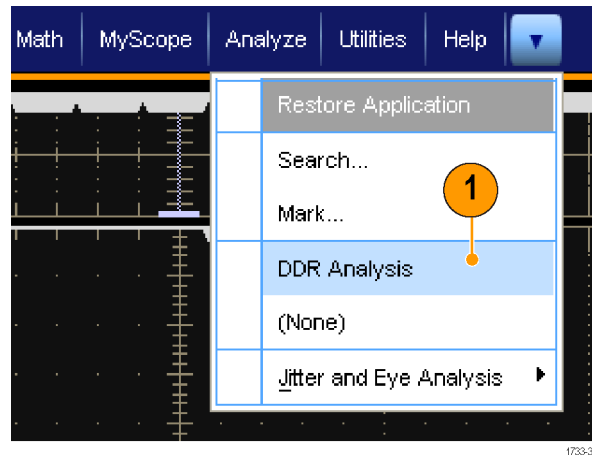 Math MyScope Analyze Utilities Help
Restore Application
Search...
1
Mark...
DDR Analysis
(None)
Jitter and Eye Analysis
1733-3